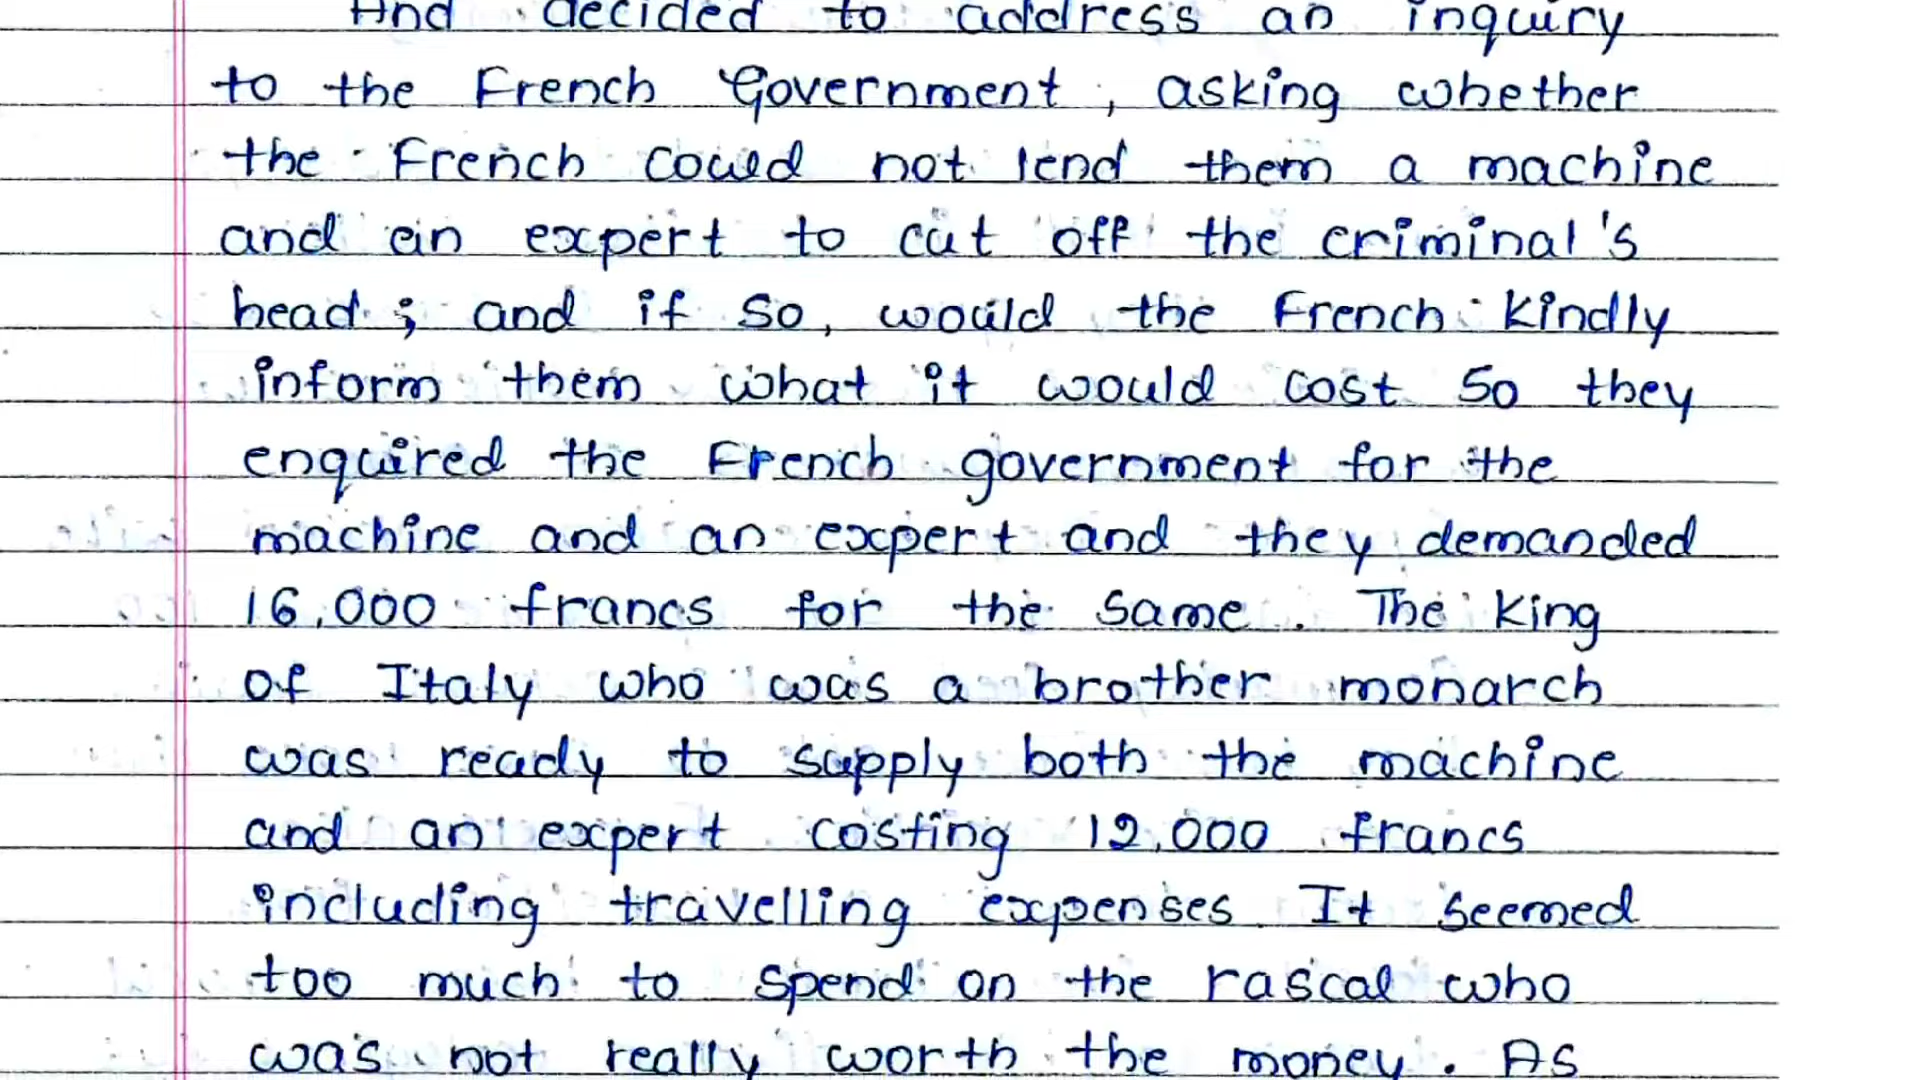 And decided to address an inquiry
to the French Government, asking whether
the French could not lend them a machine
and an expert to cut off the criminal's
head; and if so, would the French kindly
inform them what it would cost so they
enquired the French government for the
machine and an expert and they demanded
16,000 francs for the same. The king
of Italy who was a brother monarch
was ready to supply both the machine
and an expert costing 12,000 francs
including travelling expenses. It seemed
too much to spend on the rascal who
was not really worth the money. As